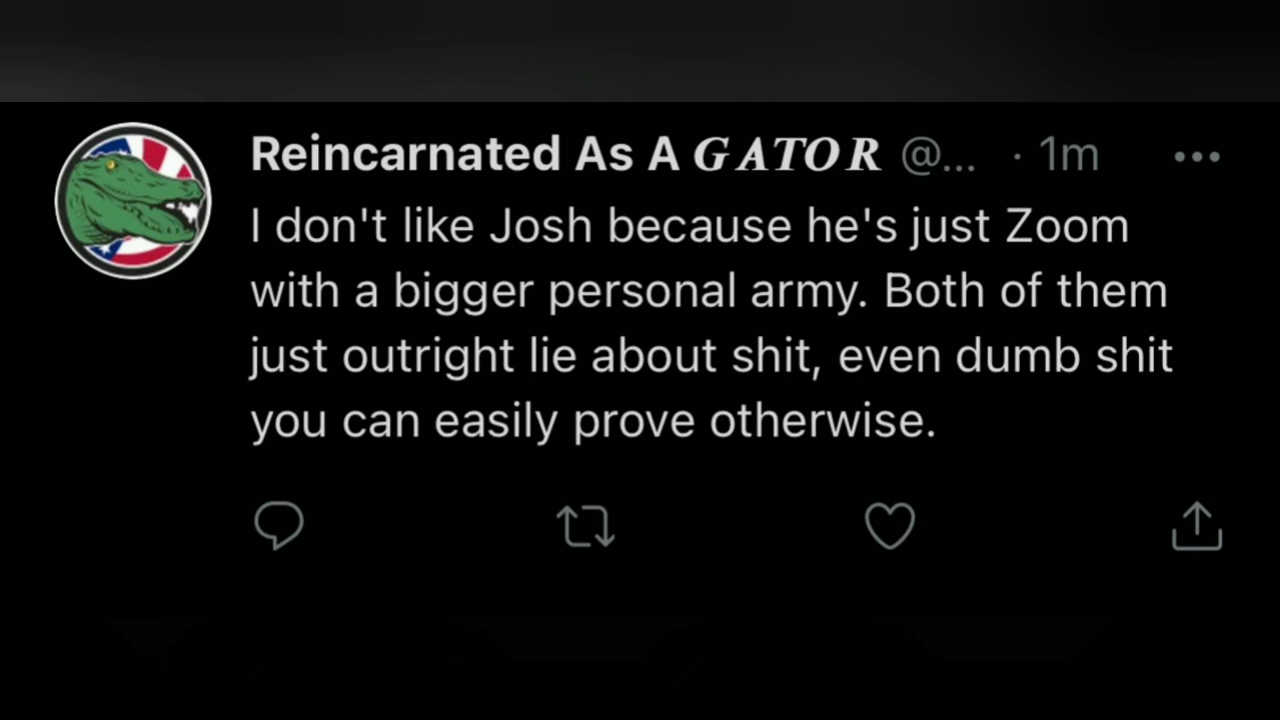 Reincarnated As A GATOR @... · 1m
I don't like Josh because he's just Zoom
with a bigger personal army. Both of them
just outright lie about shit, even dumb shit
you can easily prove otherwise.